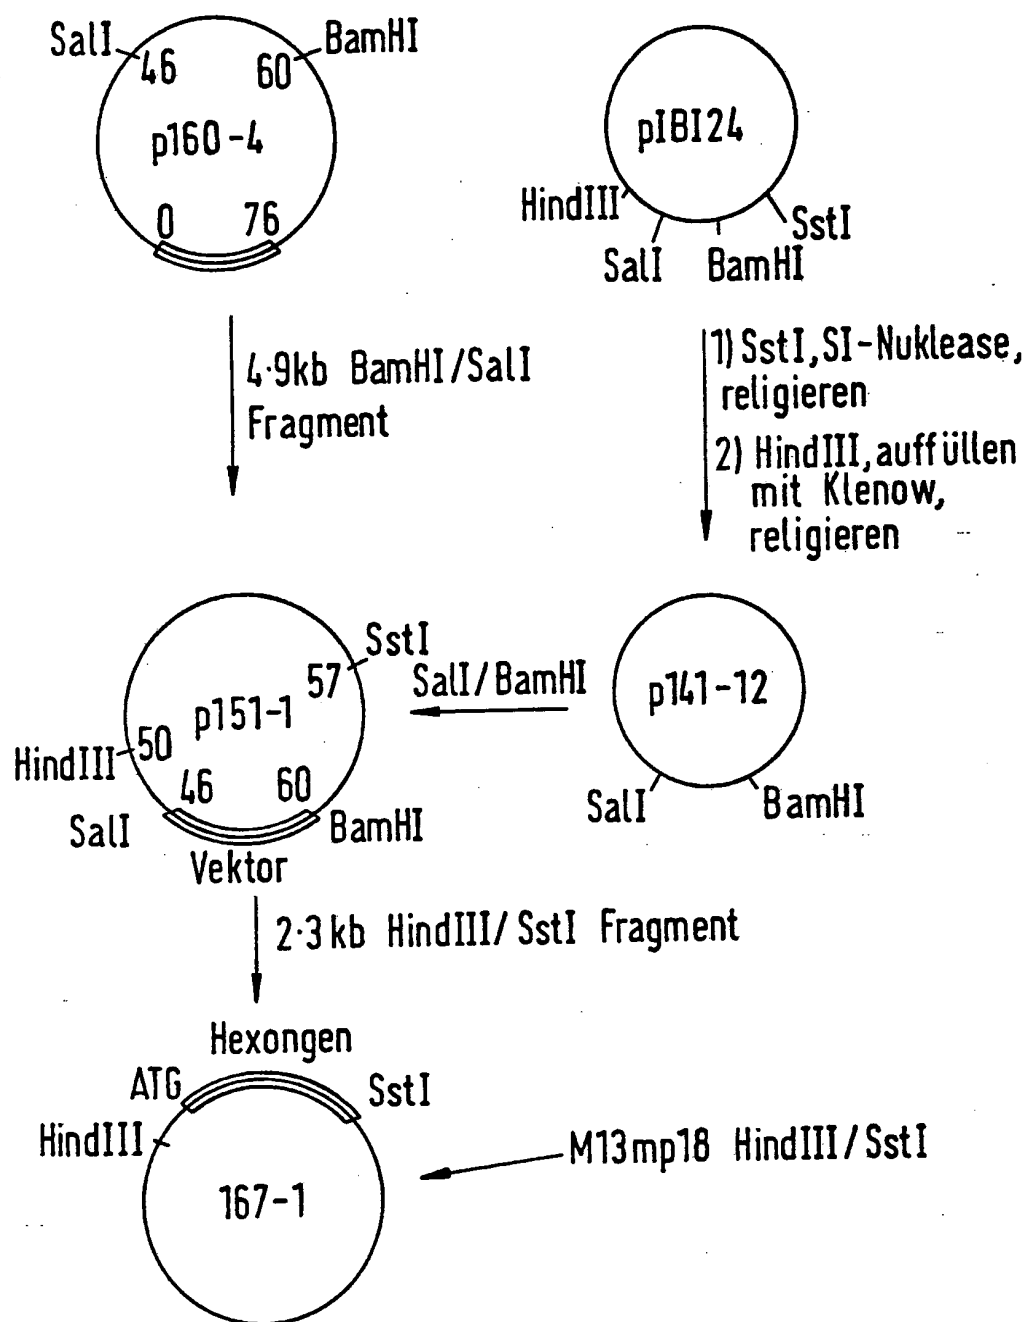 SalI
46
60
BamHI
p160-4
0
76
pIBI24
HindIII
SalI
BamHI
SstI
4·9kb BamHI/SalI
Fragment
1) SstI, SI-Nuklease,
religieren
2) HindIII, auffüllen
mit Klenow,
religieren
SstI
57
p151-1
HindIII
50
46
60
SalI
BamHI
Vektor
SalI/BamHI
p141-12
SalI
BamHI
2·3kb HindIII/SstI Fragment
Hexongen
ATG
SstI
HindIII
167-1
M13mp18 HindIII/SstI